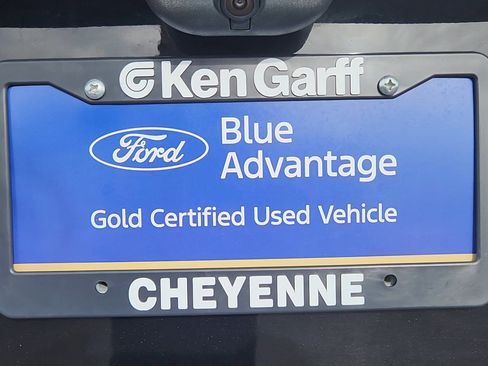 Ken Garff
Ford
Blue
Advantage
Gold Certified Used Vehicle
CHEYENNE